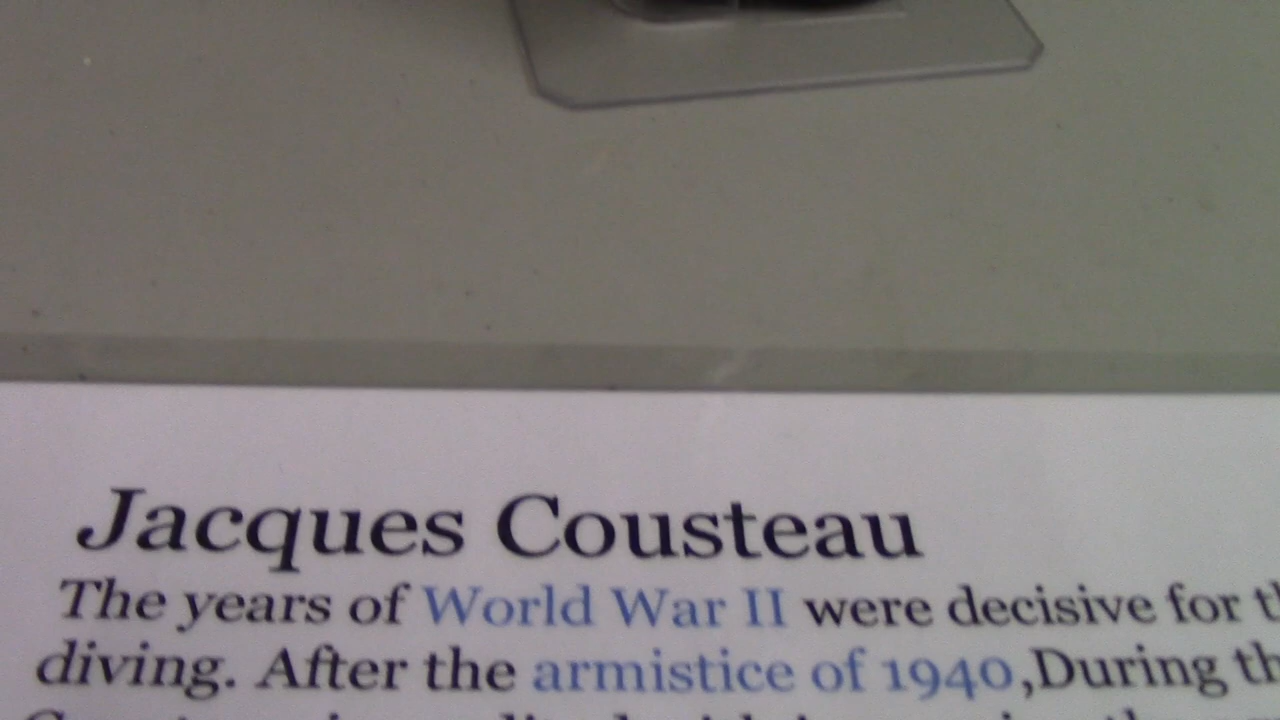 Jacques Cousteau
The years of World War II were decisive for
diving. After the armistice of 1940,During